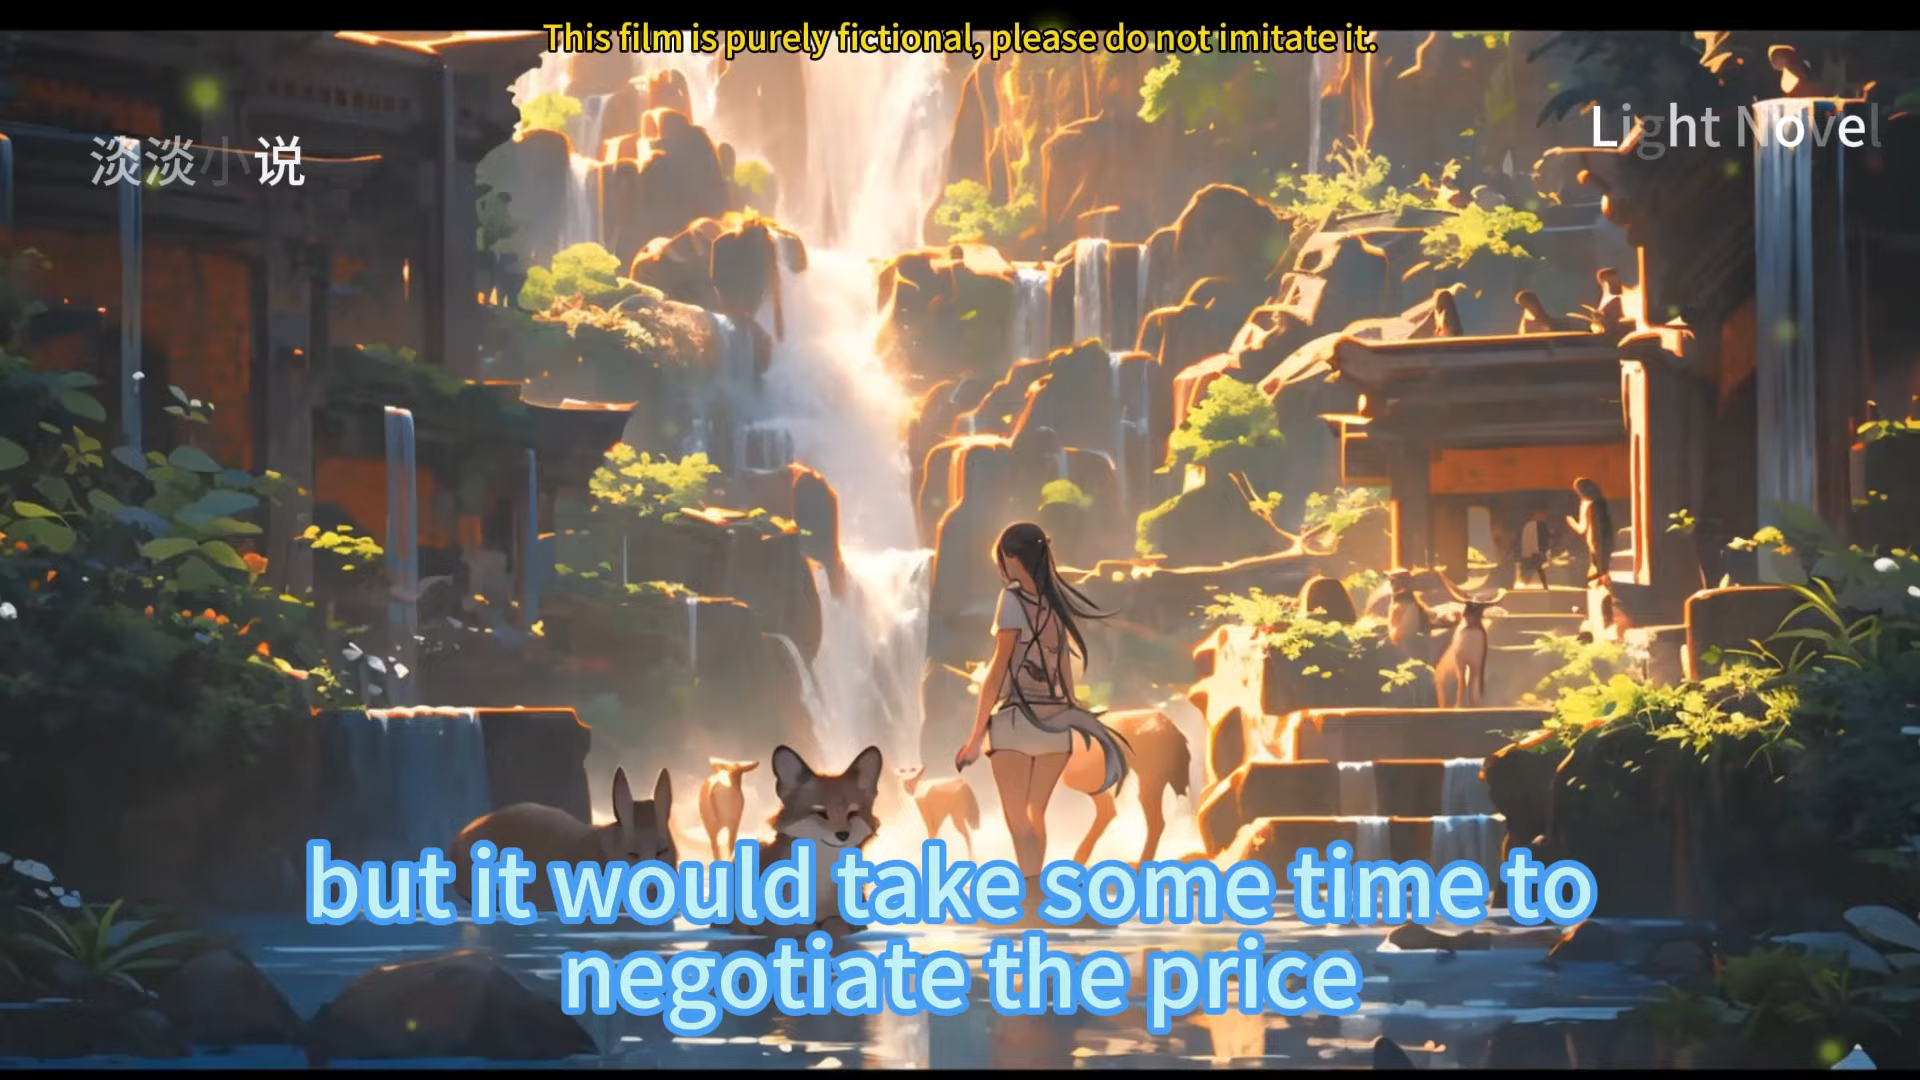 This film is purely fictional, please do not imitate it.
淡淡小说
Light Novel
but it would take some time to
negotiate the price